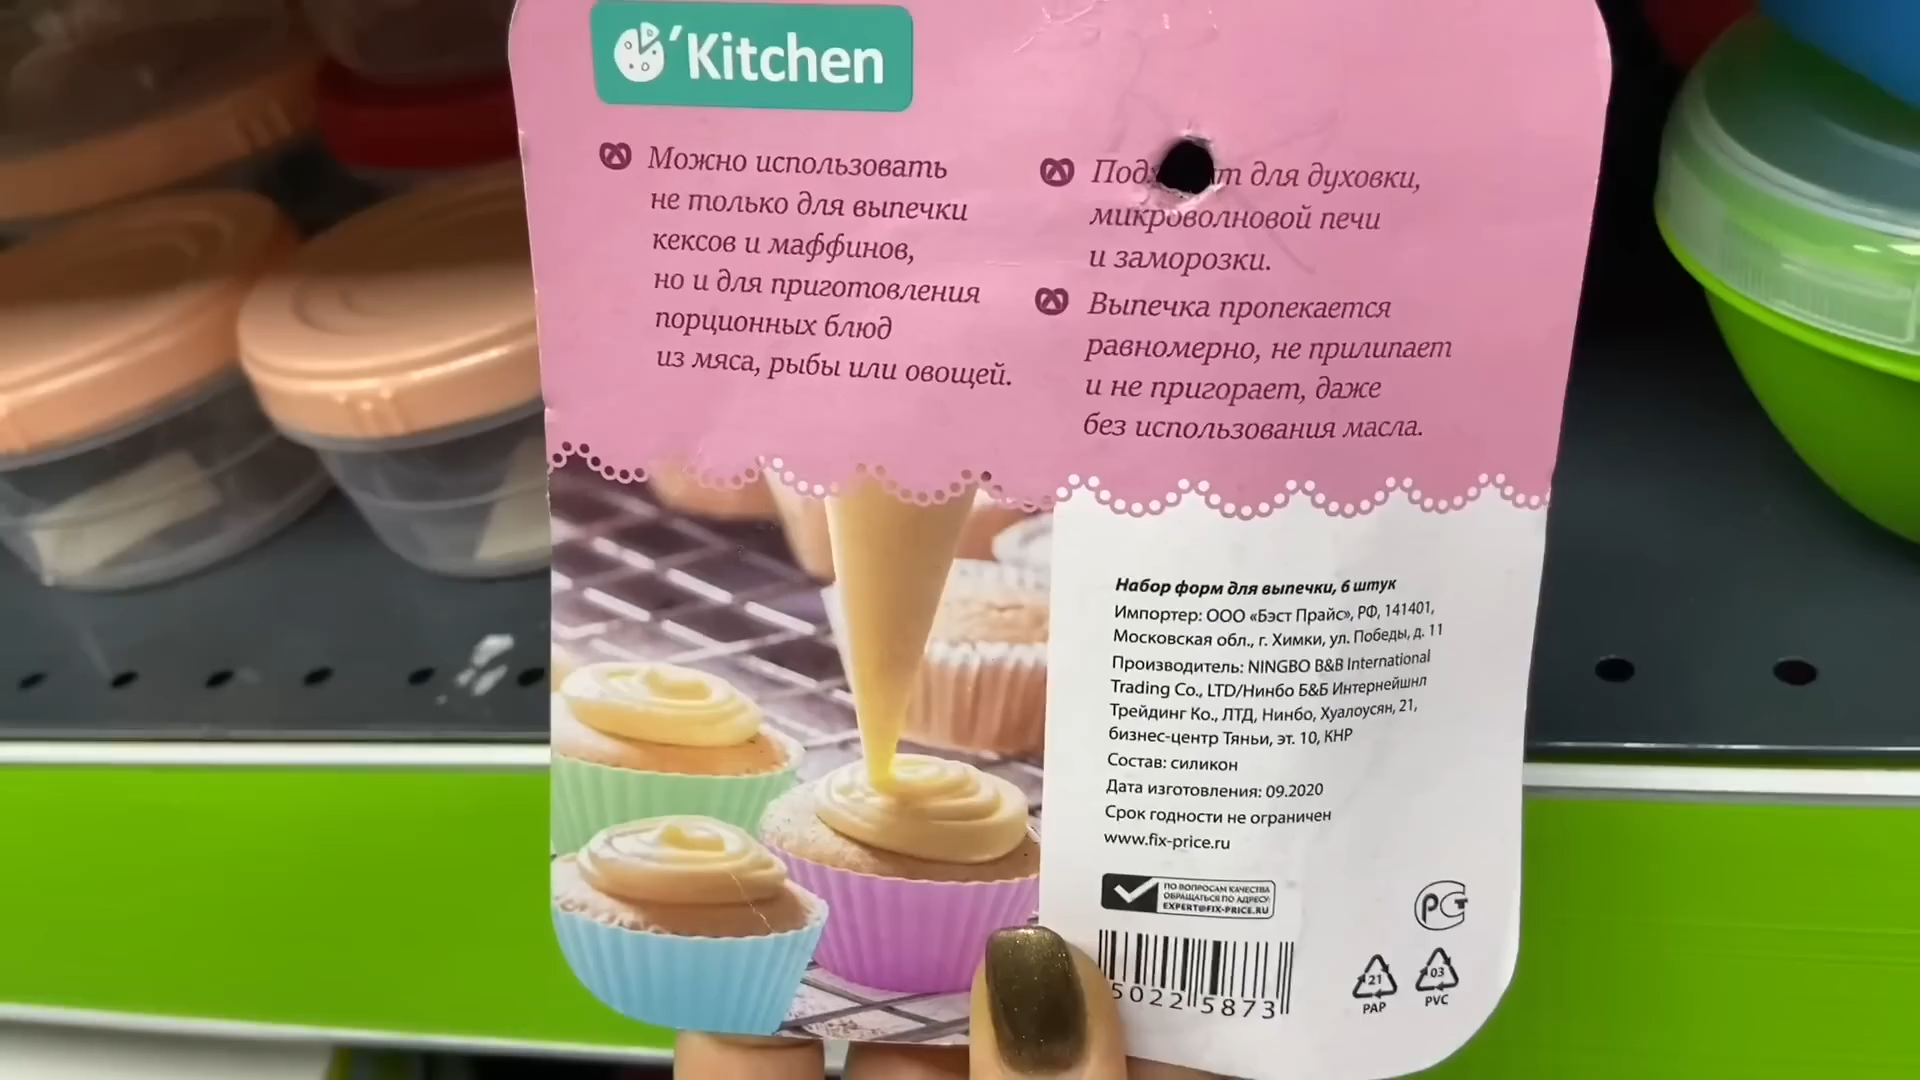 'Kitchen
Можно использовать
не только для выпечки
кексов и маффинов,
но и для приготовления
порционных блюд
из мяса, рыбы или овощей.
для духовки,
микроволновой печи
и заморозки.
Выпечка пропекается
равномерно, не прилипает
и не пригорает, даже
без использования масла.
Набор форм для выпечки, 6 штук
Импортер: ООО «Бэст Прайс», РФ, 141401,
Московская обл., г. Химки, ул. Победы, д. 11
Производитель: NINGBO B&B International
Trading Co., LTD/Нинбо Б&Б Интернейшнл
Трейдинг Ко., ЛТД, Нинбо, Хуалоусян, 21,
бизнес-центр Тяньи, эт. 10, КНР
Состав: силикон
Дата изготовления: 09.2020
Срок годности не ограничен
www.fix-price.ru
ПО ВОПРОСАМ КАЧЕСТВА
ОБРАЩАТЬСЯ ПО АДРЕСУ:
EXPERT@FIX-PRICE.RU
РСТ
5022 5873
21
PAP
03
PVC